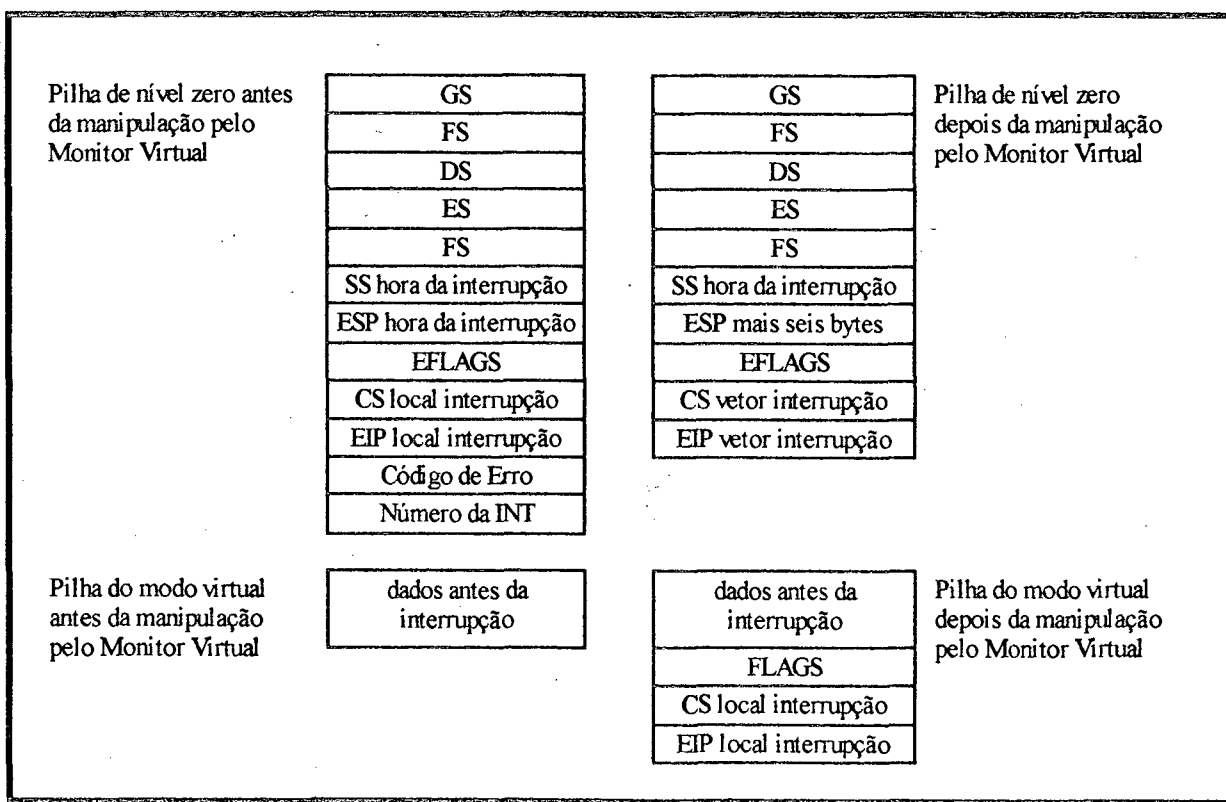 Pilha de nível zero antes
da manipulação pelo
Monitor Virtual
GS
FS
DS
ES
FS
SS hora da interrupção
ESP hora da interrupção
EFLAGS
CS local interrupção
EIP local interrupção
Código de Erro
Número da INT
GS
FS
DS
ES
FS
SS hora da interrupção
ESP mais seis bytes
EFLAGS
CS vetor interrupção
EIP vetor interrupção
Pilha de nível zero
depois da manipulação
pelo Monitor Virtual
Pilha do modo virtual
antes da manipulação
pelo Monitor Virtual
dados antes da
interrupção
dados antes da
interrupção
FLAGS
CS local interrupção
EIP local interrupção
Pilha do modo virtual
depois da manipulação
pelo Monitor Virtual